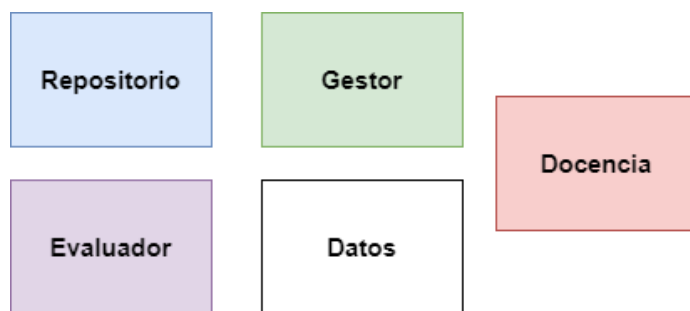 Repositorio
Gestor
Docencia
Evaluador
Datos